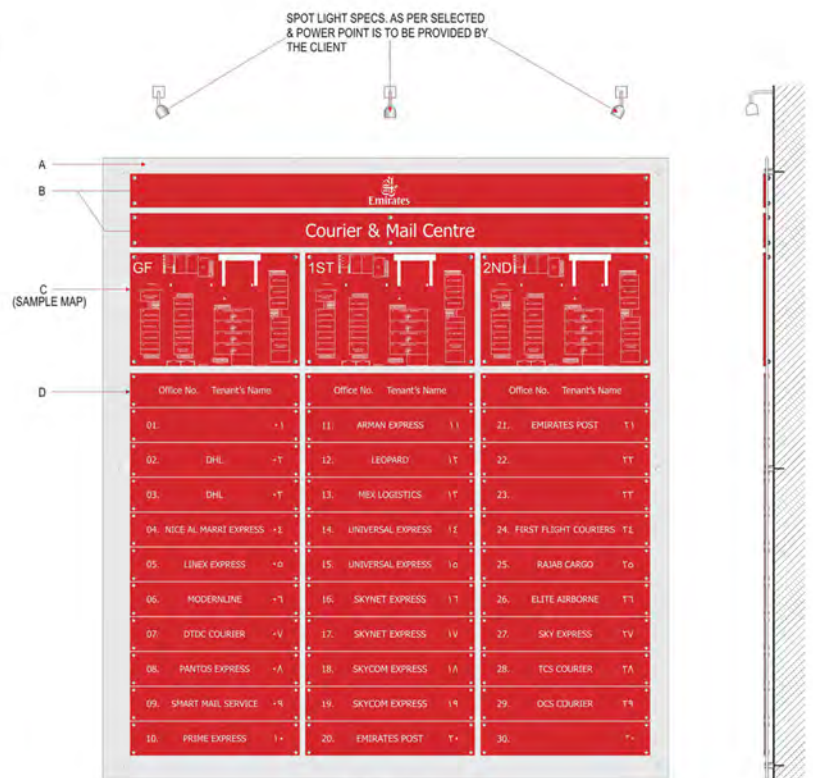 SPOT LIGHT SPECS. AS PER SELECTED
& POWER POINT IS TO BE PROVIDED BY
THE CLIENT
A
B
Emirates
Courier & Mail Centre
C
(SAMPLE MAP)
GF
1ST
2ND
D
Office No. Tenant's Name
01. ٠١
02. DHL ٠٢
03. DHL ٠٣
04. NICE AL MARRI EXPRESS ٠٤
05. LINEX EXPRESS ٠٥
06. MODERNLINE ٠٦
07. DTDC COURIER ٠٧
08. PANTOS EXPRESS ٠٨
09. SMART MAIL SERVICE ٠٩
10. PRIME EXPRESS ١٠
Office No. Tenant's Name
11. ARMAN EXPRESS ١١
12. LEOPARD ١٢
13. MEX LOGISTICS ١٣
14. UNIVERSAL EXPRESS ١٤
15. UNIVERSAL EXPRESS ١٥
16. SKYNET EXPRESS ١٦
17. SKYNET EXPRESS ١٧
18. SKYCOM EXPRESS ١٨
19. SKYCOM EXPRESS ١٩
20. EMIRATES POST ٢٠
Office No. Tenant's Name
21. EMIRATES POST ٢١
22. ٢٢
23. ٢٣
24. FIRST FLIGHT COURIERS ٢٤
25. RAJAB CARGO ٢٥
26. ELITE AIRBORNE ٢٦
27. SKY EXPRESS ٢٧
28. TCS COURIER ٢٨
29. OCS COURIER ٢٩
30. ٣٠